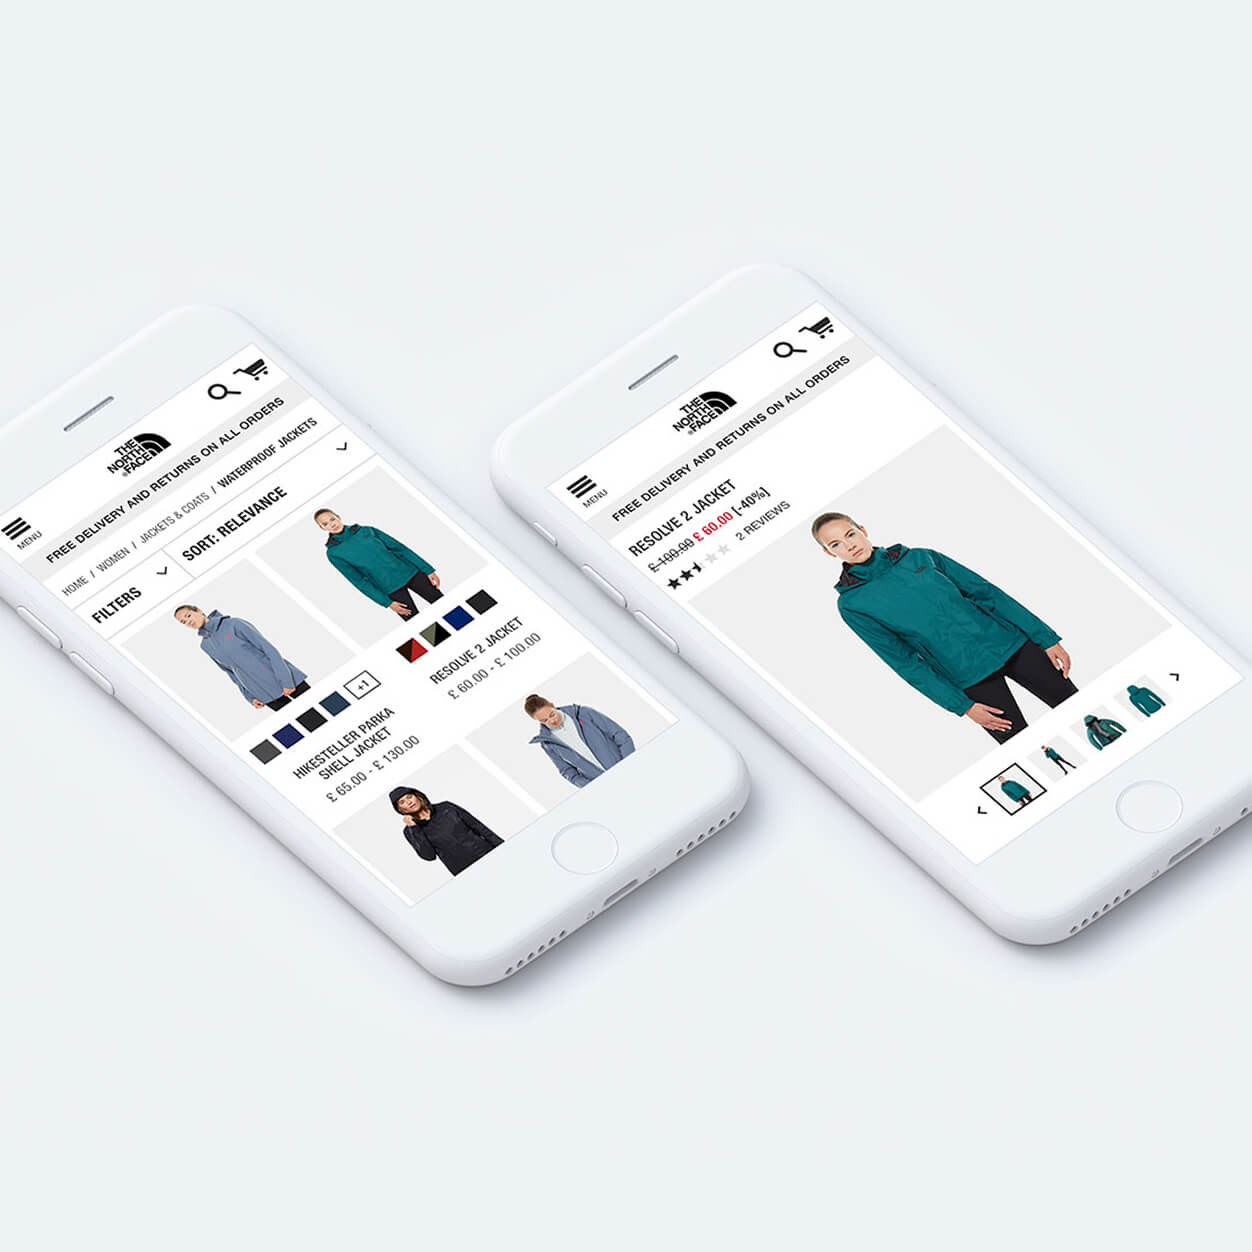 THE
NORTH
FACE
MENU
FREE DELIVERY AND RETURNS ON ALL ORDERS
HOME / WOMEN / JACKETS & COATS / WATERPROOF JACKETS
FILTERS
SORT: RELEVANCE
+1
HIKESTELLER PARKA
SHELL JACKET
£ 65.00 - £ 130.00
RESOLVE 2 JACKET
£ 60.00 - £ 100.00
THE
NORTH
FACE
MENU
FREE DELIVERY AND RETURNS ON ALL ORDERS
RESOLVE 2 JACKET
£ 100.00 £ 60.00 [-40%]
2 REVIEWS